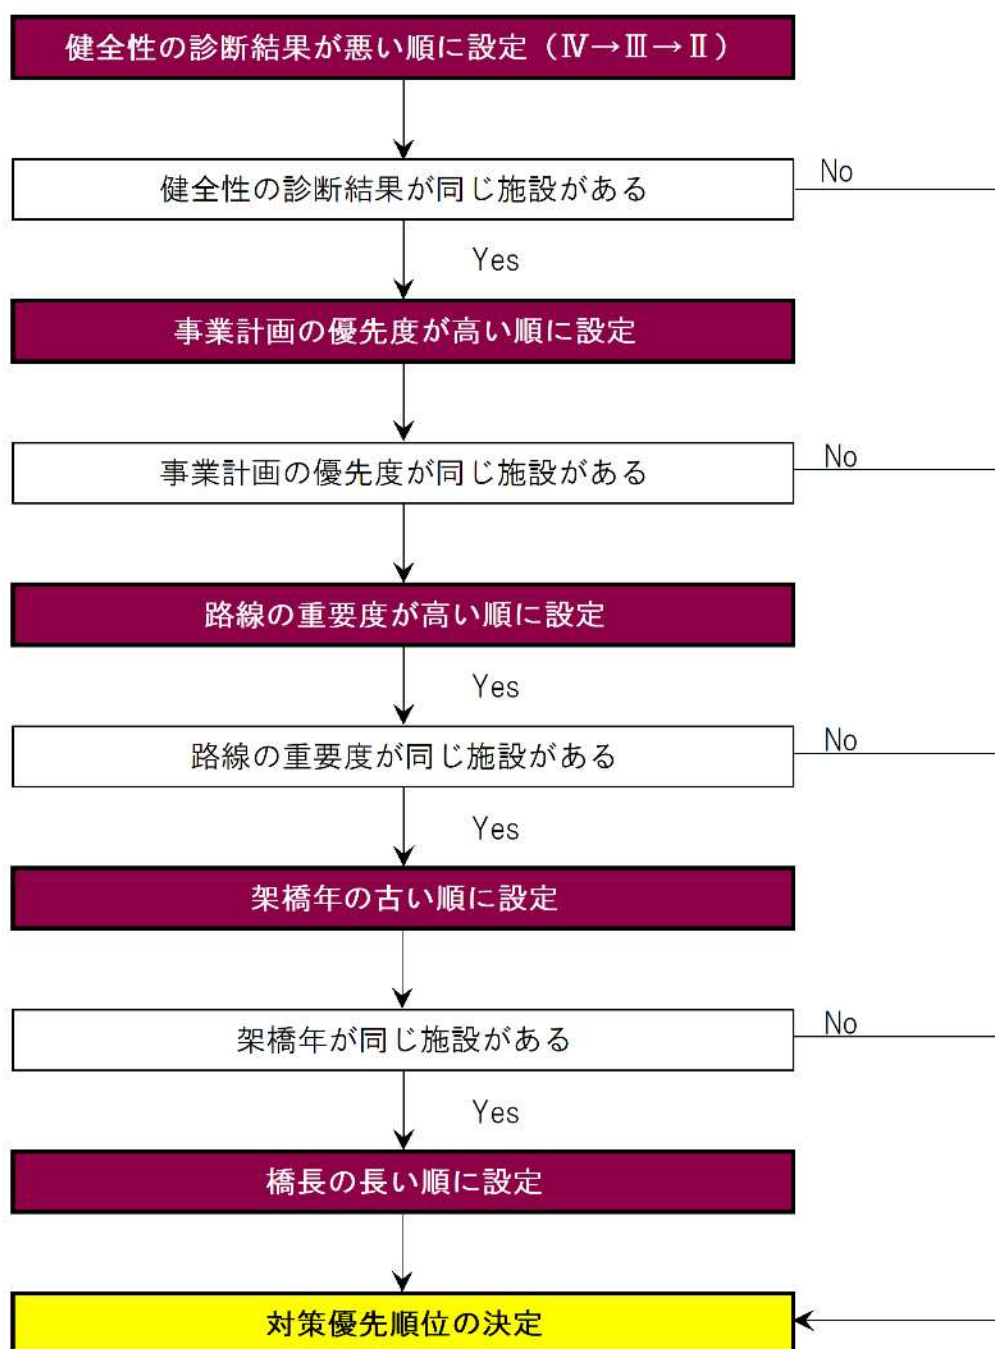 健全性の診断結果が悪い順に設定（Ⅳ→Ⅲ→Ⅱ）
No
健全性の診断結果が同じ施設がある
Yes
事業計画の優先度が高い順に設定
No
事業計画の優先度が同じ施設がある
路線の重要度が高い順に設定
Yes
No
路線の重要度が同じ施設がある
Yes
架橋年の古い順に設定
No
架橋年が同じ施設がある
Yes
橋長の長い順に設定
対策優先順位の決定